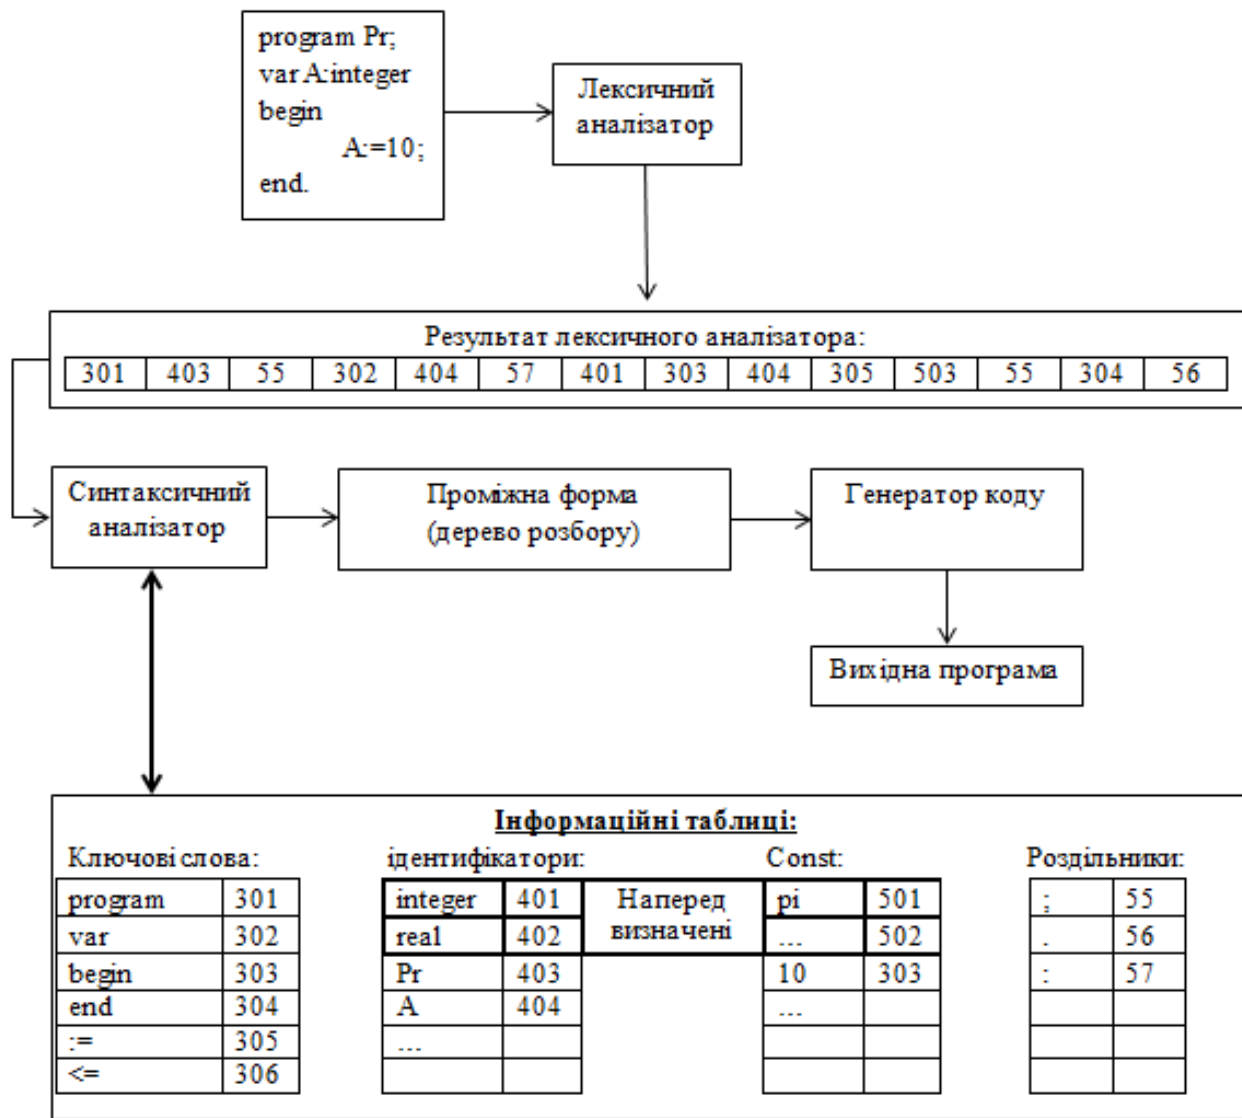 program Pr;
var A:integer
begin
A:=10;
end.
Лексичний
аналізатор
Результат лексичного аналізатора:
301 403 55 302 404 57 401 303 404 305 503 55 304 56
Синтаксичний
аналізатор
Проміжна форма
(дерево розбору)
Генератор коду
Вихідна програма
Інформаційні таблиці:
Ключові слова: ідентифікатори: Const: Роздільники:
program 301 integer 401 Наперед визначені pi 501 ; 55
var 302 real 402 ... 502 . 56
begin 303 Pr 403 10 303 : 57
end 304 A 404 ...
:= 305 ...
<= 306